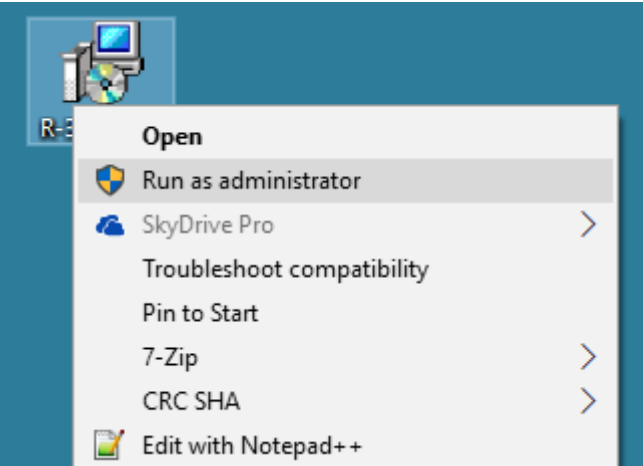 R-3
Open
Run as administrator
SkyDrive Pro
Troubleshoot compatibility
Pin to Start
7-Zip
CRC SHA
Edit with Notepad++